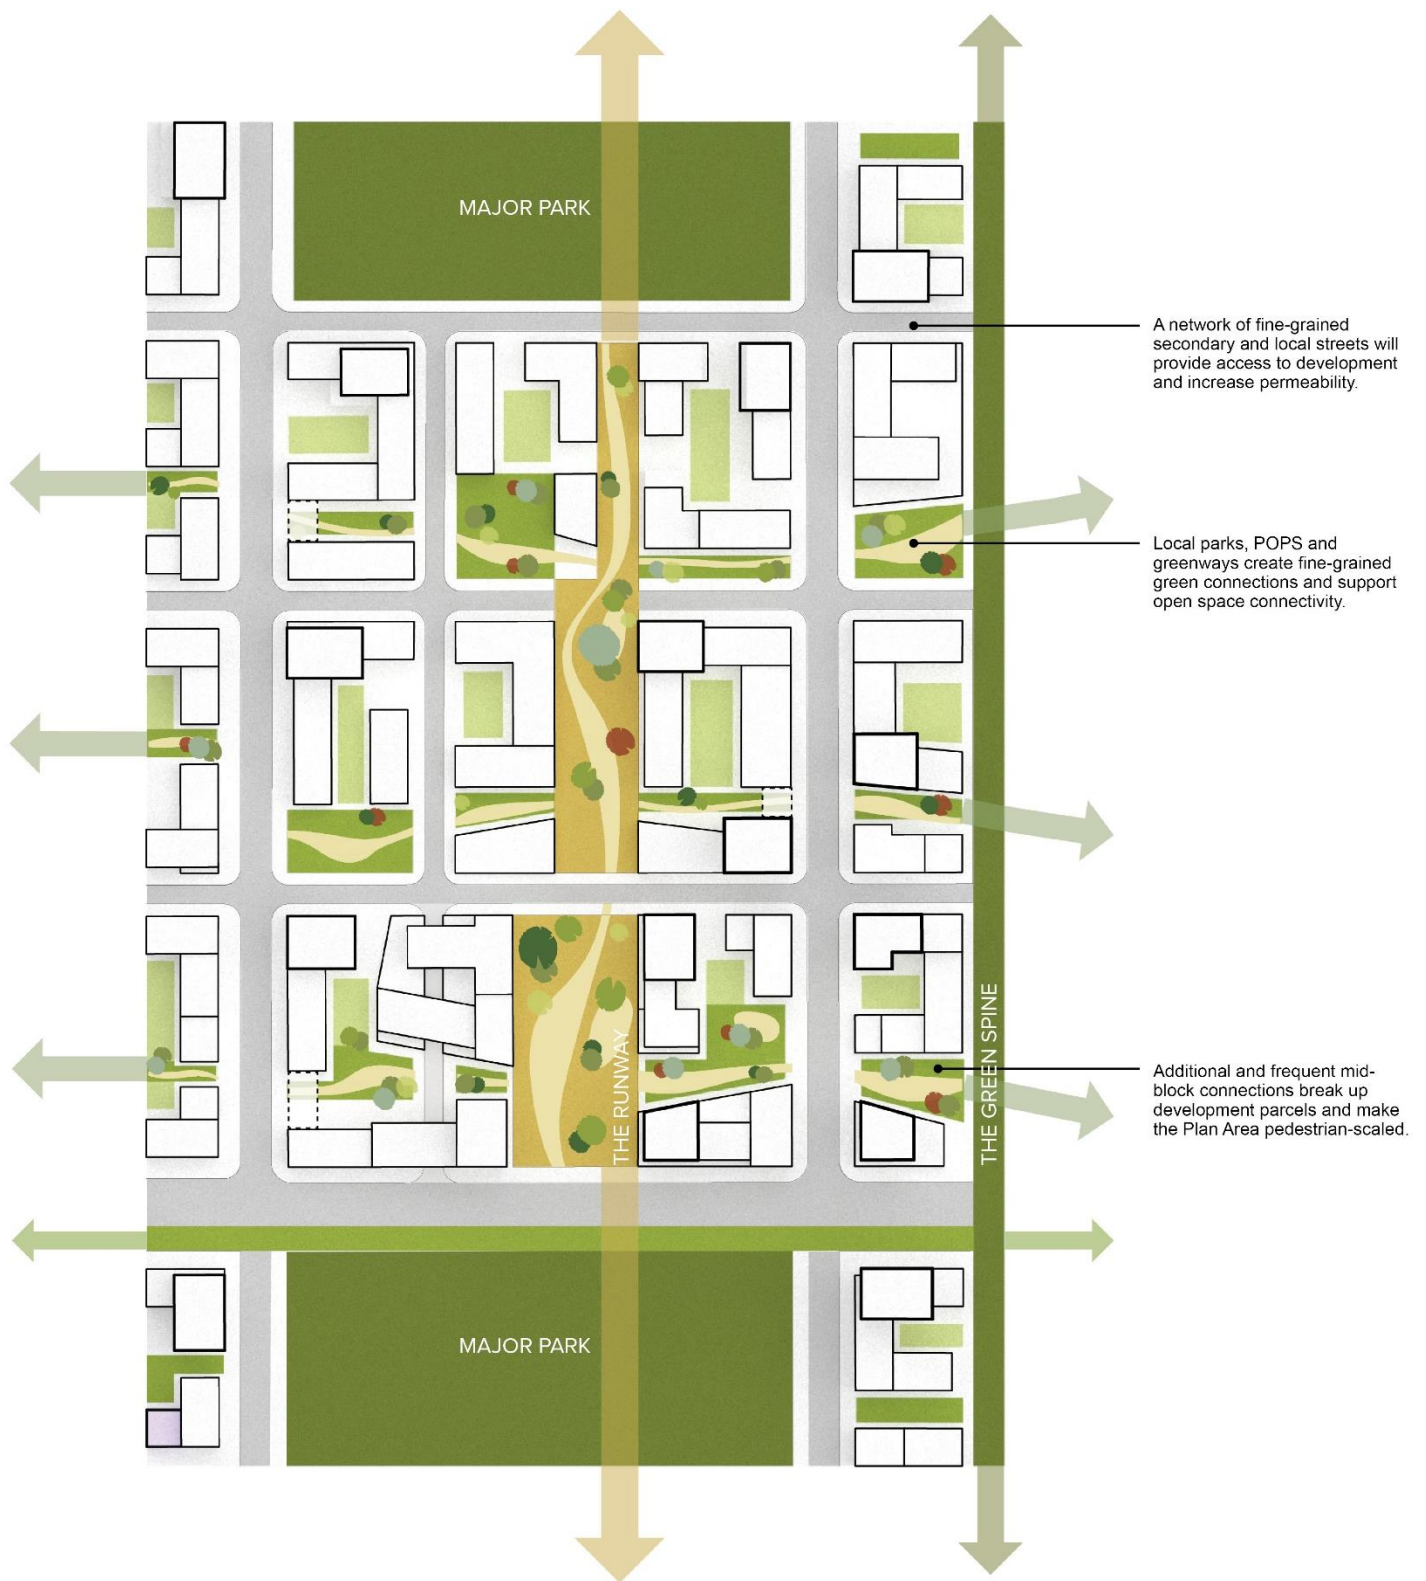 MAJOR PARK
A network of fine-grained
secondary and local streets will
provide access to development
and increase permeability.
Local parks, POPS and
greenways create fine-grained
green connections and support
open space connectivity.
THE RUNWAY
THE GREEN SPINE
Additional and frequent mid-
block connections break up
development parcels and make
the Plan Area pedestrian-scaled.
MAJOR PARK